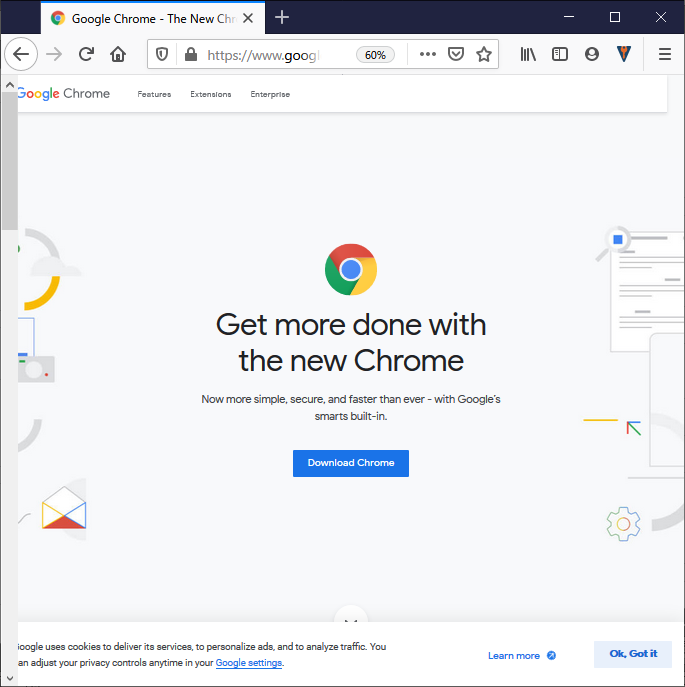 Google Chrome - The New Chr
https://www.googl
60%
Google Chrome
Features
Extensions
Enterprise
Get more done with
the new Chrome
Now more simple, secure, and faster than ever - with Google's
smarts built-in.
Download Chrome
oogle uses cookies to deliver its services, to personalize ads, and to analyze traffic. You
an adjust your privacy controls anytime in your Google settings.
Learn more
Ok, Got it